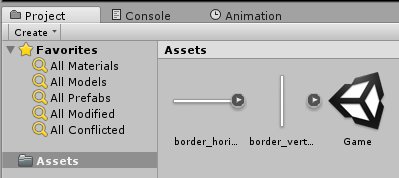 Project Console Animation
Create
Favorites
All Materials
All Models
All Prefabs
All Modified
All Conflicted
Assets
Assets
border_hori... border_vert... Game